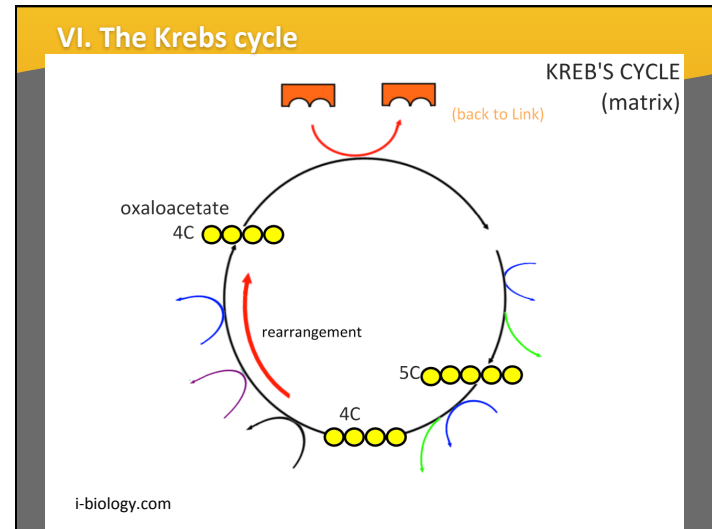 VI. The Krebs cycle
KREB'S CYCLE
(matrix)
(back to Link)
oxaloacetate
4C
rearrangement
5C
4C
i-biology.com